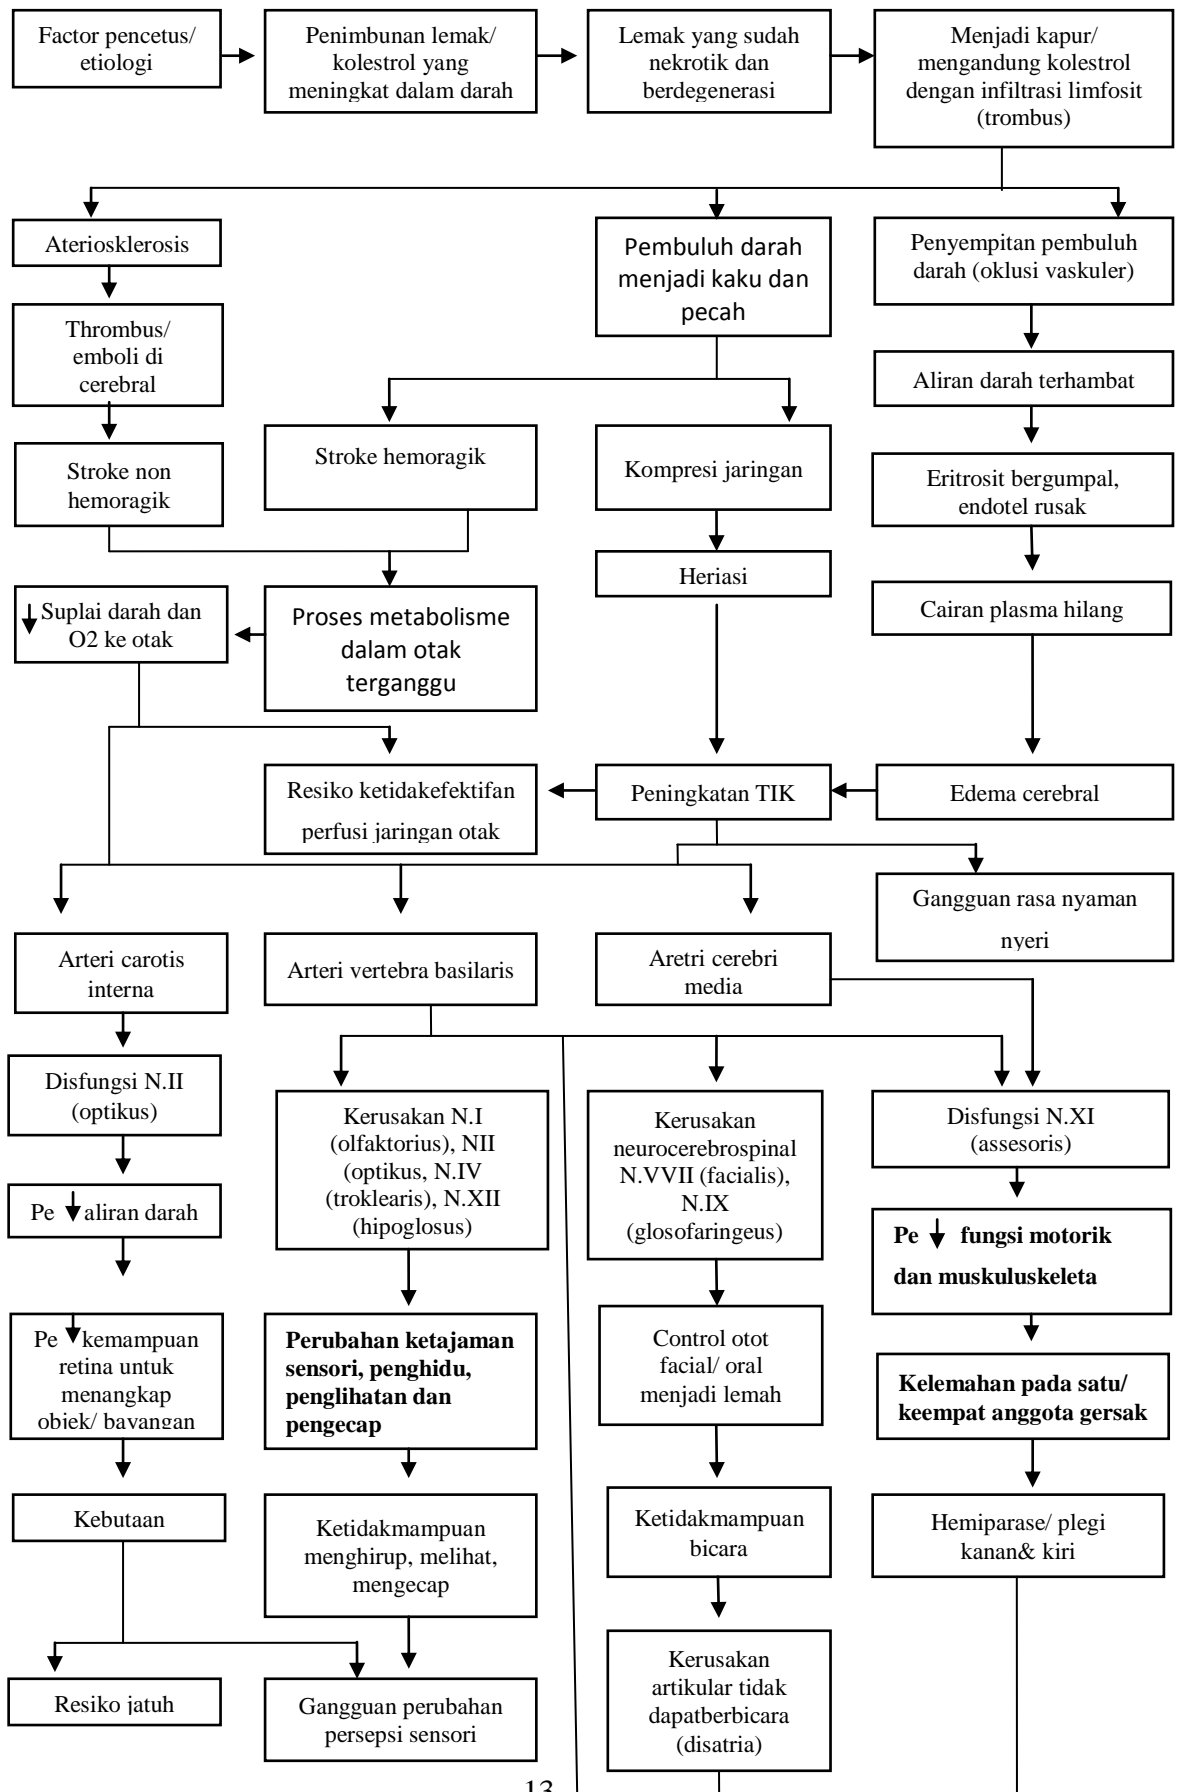 Factor pencetus/
etiologi
Penimbunan lemak/
kolestrol yang
meningkat dalam darah
Lemak yang sudah
nekrotik dan
berdegenerasi
Menjadi kapur/
mengandung kolestrol
dengan infiltrasi limfosit
(trombus)
Ateriosklerosis
Pembuluh darah
menjadi kaku dan
pecah
Penyempitan pembuluh
darah (oklusi vaskuler)
Thrombus/
emboli di
cerebral
Aliran darah terhambat
Stroke non
hemoragik
Stroke hemoragik
Kompresi jaringan
Eritrosit bergumpal,
endotel rusak
Heriasi
Suplai darah dan
O2 ke otak
Proses metabolisme
dalam otak
terganggu
Cairan plasma hilang
Resiko ketidakefektifan
perfusi jaringan otak
Peningkatan TIK
Edema cerebral
Gangguan rasa nyaman
nyeri
Arteri carotis
interna
Arteri vertebra basilaris
Aretri cerebri
media
Disfungsi N.II
(optikus)
Kerusakan N.I
(olfaktorius), NII
(optikus, N.IV
(troklearis), N.XII
(hipoglosus)
Kerusakan
neurocerebrospinal
N.VVII (facialis),
N.IX
(glosofaringeus)
Disfungsi N.XI
(assesoris)
Pe aliran darah
Pe fungsi motorik
dan muskuluskeleta
Pe kemampuan
retina untuk
menangkap
objek/ bayangan
Perubahan ketajaman
sensori, penghidu,
penglihatan dan
pengecap
Control otot
facial/ oral
menjadi lemah
Kelemahan pada satu/
keempat anggota gersak
Kebutaan
Ketidakmampuan
menghirup, melihat,
mengecap
Ketidakmampuan
bicara
Hemiparase/ plegi
kanan& kiri
Resiko jatuh
Gangguan perubahan
persepsi sensori
Kerusakan
artikular tidak
dapatberbicara
(disatria)
13